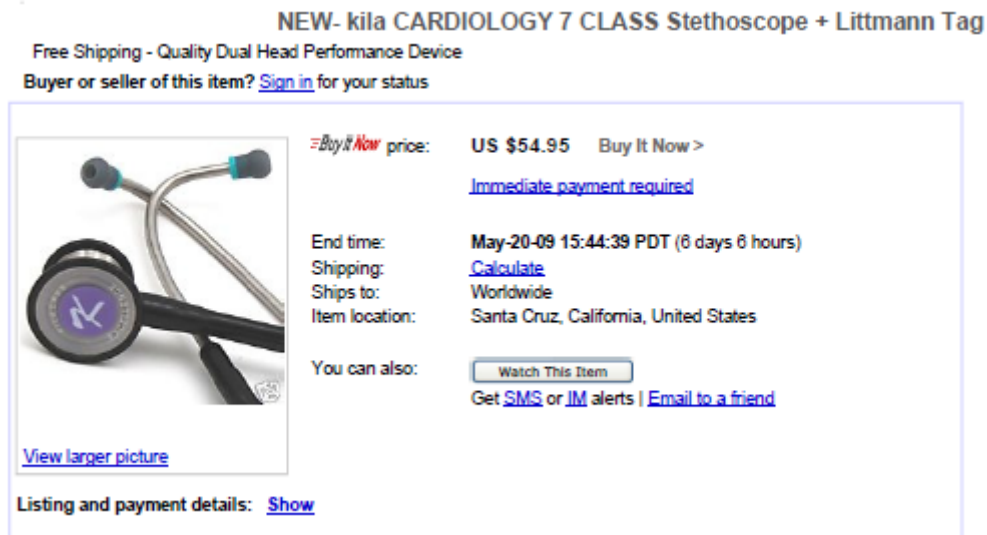 NEW- kila CARDIOLOGY 7 CLASS Stethoscope + Littmann Tag
Free Shipping - Quality Dual Head Performance Device
Buyer or seller of this item? Sign in for your status
=Buy It Now price: US $54.95 Buy It Now >
Immediate payment required
End time: May-20-09 15:44:39 PDT (6 days 6 hours)
Shipping: Calculate
Ships to: Worldwide
Item location: Santa Cruz, California, United States
You can also: Watch This Item
Get SMS or IM alerts | Email to a friend
View larger picture
Listing and payment details: Show